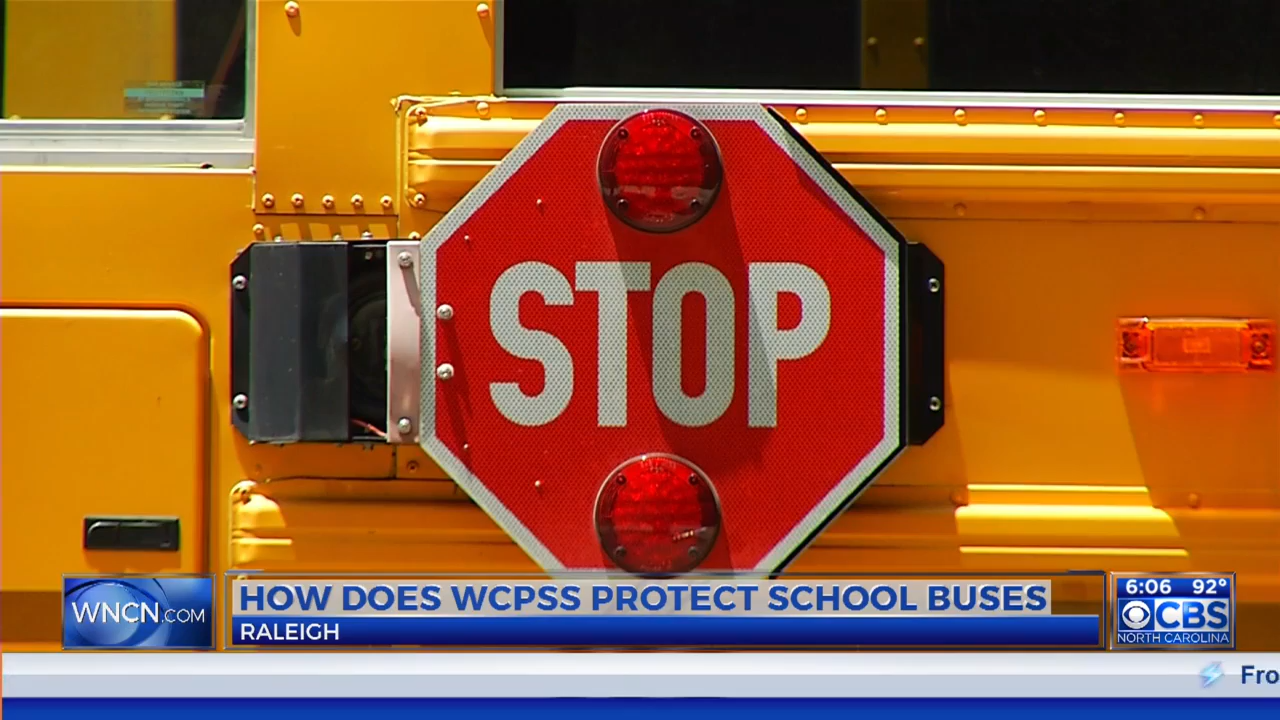 STOP
HOW DOES WCPSS PROTECT SCHOOL BUSES
WNCN.COM
RALEIGH
6:06 92°
CBS
NORTH CAROLINA
Fro